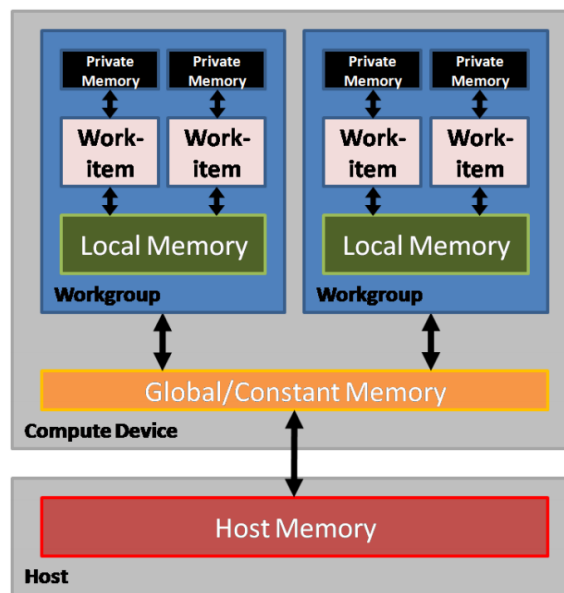 Private Private Private Private
Memory Memory Memory Memory
Work- Work- Work- Work-
item item item item
Local Memory Local Memory
Workgroup Workgroup
Global/Constant Memory
Compute Device
Host Memory
Host